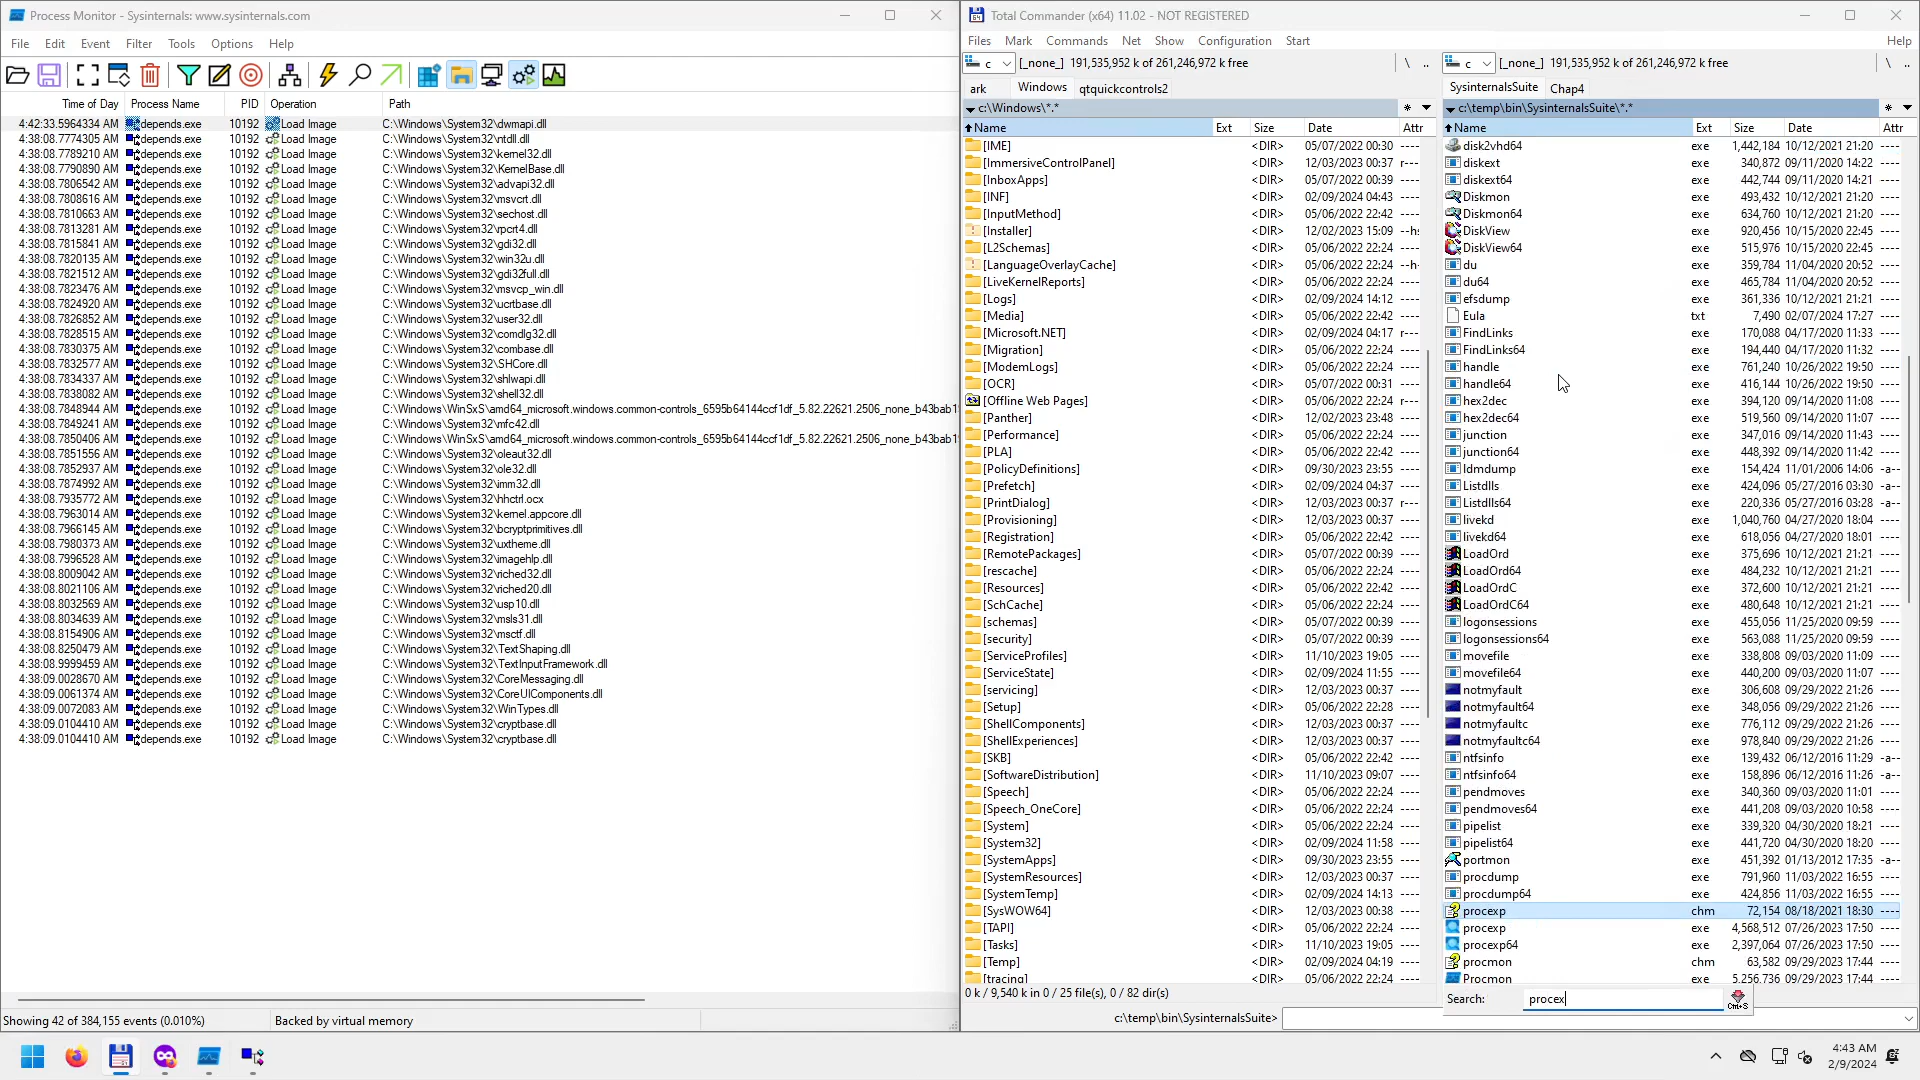 Process Monitor - Sysinternals: www.sysinternals.com
File Edit Event Filter Tools Options Help
Time of Day Process Name PID Operation Path
4:42:33.5964334 AM depends.exe 10192 Load Image C:\Windows\System32\dwmapi.dll
4:38:08.7774305 AM depends.exe 10192 Load Image C:\Windows\System32\ntdll.dll
4:38:08.7789210 AM depends.exe 10192 Load Image C:\Windows\System32\kernel32.dll
4:38:08.7790890 AM depends.exe 10192 Load Image C:\Windows\System32\KernelBase.dll
4:38:08.7806542 AM depends.exe 10192 Load Image C:\Windows\System32\advapi32.dll
4:38:08.7808616 AM depends.exe 10192 Load Image C:\Windows\System32\msvcrt.dll
4:38:08.7810663 AM depends.exe 10192 Load Image C:\Windows\System32\sechost.dll
4:38:08.7813281 AM depends.exe 10192 Load Image C:\Windows\System32\rpcrt4.dll
4:38:08.7815841 AM depends.exe 10192 Load Image C:\Windows\System32\gdi32.dll
4:38:08.7820135 AM depends.exe 10192 Load Image C:\Windows\System32\win32u.dll
4:38:08.7821512 AM depends.exe 10192 Load Image C:\Windows\System32\gdi32full.dll
4:38:08.7823476 AM depends.exe 10192 Load Image C:\Windows\System32\msvcp_win.dll
4:38:08.7824920 AM depends.exe 10192 Load Image C:\Windows\System32\ucrtbase.dll
4:38:08.7826852 AM depends.exe 10192 Load Image C:\Windows\System32\user32.dll
4:38:08.7828515 AM depends.exe 10192 Load Image C:\Windows\System32\comdlg32.dll
4:38:08.7830375 AM depends.exe 10192 Load Image C:\Windows\System32\combase.dll
4:38:08.7832577 AM depends.exe 10192 Load Image C:\Windows\System32\SHCore.dll
4:38:08.7834337 AM depends.exe 10192 Load Image C:\Windows\System32\shlwapi.dll
4:38:08.7838082 AM depends.exe 10192 Load Image C:\Windows\System32\shell32.dll
4:38:08.7848944 AM depends.exe 10192 Load Image C:\Windows\WinSxS\amd64_microsoft.windows.common-controls_6595b64144ccf1df_5.82.22621.2506_none_b43bab1
4:38:08.7849241 AM depends.exe 10192 Load Image C:\Windows\System32\mfc42.dll
4:38:08.7850406 AM depends.exe 10192 Load Image C:\Windows\WinSxS\amd64_microsoft.windows.common-controls_6595b64144ccf1df_5.82.22621.2506_none_b43bab1
4:38:08.7851556 AM depends.exe 10192 Load Image C:\Windows\System32\oleaut32.dll
4:38:08.7852937 AM depends.exe 10192 Load Image C:\Windows\System32\ole32.dll
4:38:08.7874992 AM depends.exe 10192 Load Image C:\Windows\System32\imm32.dll
4:38:08.7935772 AM depends.exe 10192 Load Image C:\Windows\System32\hhctrl.ocx
4:38:08.7963014 AM depends.exe 10192 Load Image C:\Windows\System32\kernel.appcore.dll
4:38:08.7966145 AM depends.exe 10192 Load Image C:\Windows\System32\bcryptprimitives.dll
4:38:08.7980373 AM depends.exe 10192 Load Image C:\Windows\System32\uxtheme.dll
4:38:08.7996528 AM depends.exe 10192 Load Image C:\Windows\System32\imagehlp.dll
4:38:08.8009042 AM depends.exe 10192 Load Image C:\Windows\System32\riched32.dll
4:38:08.8021106 AM depends.exe 10192 Load Image C:\Windows\System32\riched20.dll
4:38:08.8032569 AM depends.exe 10192 Load Image C:\Windows\System32\usp10.dll
4:38:08.8034639 AM depends.exe 10192 Load Image C:\Windows\System32\msls31.dll
4:38:08.8154906 AM depends.exe 10192 Load Image C:\Windows\System32\msctf.dll
4:38:08.8250479 AM depends.exe 10192 Load Image C:\Windows\System32\TextShaping.dll
4:38:08.9999459 AM depends.exe 10192 Load Image C:\Windows\System32\TextInputFramework.dll
4:38:09.0028670 AM depends.exe 10192 Load Image C:\Windows\System32\CoreMessaging.dll
4:38:09.0061374 AM depends.exe 10192 Load Image C:\Windows\System32\CoreUIComponents.dll
4:38:09.0072083 AM depends.exe 10192 Load Image C:\Windows\System32\WinTypes.dll
4:38:09.0104410 AM depends.exe 10192 Load Image C:\Windows\System32\cryptbase.dll
4:38:09.0104410 AM depends.exe 10192 Load Image C:\Windows\System32\cryptbase.dll
Showing 42 of 384,155 events (0.010%) Backed by virtual memory
Total Commander (x64) 11.02 - NOT REGISTERED
Files Mark Commands Net Show Configuration Start Help
c [_none_] 191,535,952 k of 261,246,972 k free \ ..
ark Windows qtquickcontrols2
c:\Windows\*.* *
Name Ext Size Date Attr
[IME] <DIR> 05/07/2022 00:30 ----
[ImmersiveControlPanel] <DIR> 12/03/2023 00:37 r---
[InboxApps] <DIR> 05/07/2022 00:39 ----
[INF] <DIR> 02/09/2024 04:43 ----
[InputMethod] <DIR> 05/06/2022 22:42 ----
[Installer] <DIR> 12/02/2023 15:09 --hs
[L2Schemas] <DIR> 05/06/2022 22:24 ----
[LanguageOverlayCache] <DIR> 05/06/2022 22:24 --h-
[LiveKernelReports] <DIR> 05/06/2022 22:24 ----
[Logs] <DIR> 02/09/2024 14:12 ----
[Media] <DIR> 05/06/2022 22:42 ----
[Microsoft.NET] <DIR> 02/09/2024 04:17 r---
[Migration] <DIR> 05/06/2022 22:24 ----
[ModemLogs] <DIR> 05/06/2022 22:24 ----
[OCR] <DIR> 05/07/2022 00:31 ----
[Offline Web Pages] <DIR> 05/06/2022 22:24 r---
[Panther] <DIR> 12/02/2023 23:48 ----
[Performance] <DIR> 05/06/2022 22:24 ----
[PLA] <DIR> 05/06/2022 22:42 ----
[PolicyDefinitions] <DIR> 09/30/2023 23:55 ----
[Prefetch] <DIR> 02/09/2024 04:37 ----
[PrintDialog] <DIR> 12/03/2023 00:37 r---
[Provisioning] <DIR> 12/03/2023 00:37 ----
[Registration] <DIR> 05/06/2022 22:42 ----
[RemotePackages] <DIR> 05/07/2022 00:39 ----
[rescache] <DIR> 05/06/2022 22:24 ----
[Resources] <DIR> 05/06/2022 22:42 ----
[SchCache] <DIR> 05/06/2022 22:24 ----
[schemas] <DIR> 05/07/2022 00:39 ----
[security] <DIR> 05/07/2022 00:39 ----
[ServiceProfiles] <DIR> 11/10/2023 19:05 ----
[ServiceState] <DIR> 02/09/2024 11:55 ----
[servicing] <DIR> 12/03/2023 00:37 ----
[Setup] <DIR> 05/06/2022 22:28 ----
[ShellComponents] <DIR> 12/03/2023 00:37 ----
[ShellExperiences] <DIR> 12/03/2023 00:37 ----
[SKB] <DIR> 05/06/2022 22:42 ----
[SoftwareDistribution] <DIR> 11/10/2023 09:07 ----
[Speech] <DIR> 05/06/2022 22:24 ----
[Speech_OneCore] <DIR> 05/06/2022 22:24 ----
[System] <DIR> 05/06/2022 22:24 ----
[System32] <DIR> 02/09/2024 11:58 ----
[SystemApps] <DIR> 09/30/2023 23:55 ----
[SystemResources] <DIR> 12/03/2023 00:37 ----
[SystemTemp] <DIR> 02/09/2024 14:13 ----
[SysWOW64] <DIR> 12/03/2023 00:38 ----
[TAPI] <DIR> 05/06/2022 22:24 ----
[Tasks] <DIR> 11/10/2023 19:05 ----
[Temp] <DIR> 02/09/2024 04:19 ----
[tracing] <DIR> 05/06/2022 22:24 ----
0 k / 9,540 k in 0 / 25 file(s), 0 / 82 dir(s)
c [_none_] 191,535,952 k of 261,246,972 k free \ ..
SysinternalsSuite Chap4
c:\temp\bin\SysinternalsSuite\*.* *
Name Ext Size Date Attr
disk2vhd64 exe 1,442,184 10/12/2021 21:20 ----
diskext exe 340,872 09/11/2020 14:22 ----
diskext64 exe 442,744 09/11/2020 14:21 ----
Diskmon exe 493,432 10/12/2021 21:20 ----
Diskmon64 exe 634,760 10/12/2021 21:20 ----
DiskView exe 920,456 10/15/2020 22:45 ----
DiskView64 exe 515,976 10/15/2020 22:45 ----
du exe 359,784 11/04/2020 20:52 ----
du64 exe 465,784 11/04/2020 20:52 ----
efsdump exe 361,336 10/12/2021 21:21 ----
Eula txt 7,490 02/07/2024 17:27 ----
FindLinks exe 170,088 04/17/2020 11:33 ----
FindLinks64 exe 194,440 04/17/2020 11:32 ----
handle exe 761,240 10/26/2022 19:50 ----
handle64 exe 416,144 10/26/2022 19:50 ----
hex2dec exe 394,120 09/14/2020 11:08 ----
hex2dec64 exe 519,560 09/14/2020 11:07 ----
junction exe 347,016 09/14/2020 11:43 ----
junction64 exe 448,392 09/14/2020 11:42 ----
ldmdump exe 154,424 11/01/2006 14:06 -a--
Listdlls exe 424,096 05/27/2016 03:30 -a--
Listdlls64 exe 220,336 05/27/2016 03:28 -a--
livekd exe 1,040,760 04/27/2020 18:04 ----
livekd64 exe 618,056 04/27/2020 18:01 ----
LoadOrd exe 375,696 10/12/2021 21:21 ----
LoadOrd64 exe 484,232 10/12/2021 21:21 ----
LoadOrdC exe 372,600 10/12/2021 21:21 ----
LoadOrdC64 exe 480,648 10/12/2021 21:21 ----
logonsessions exe 455,056 11/25/2020 09:59 ----
logonsessions64 exe 563,088 11/25/2020 09:59 ----
movefile exe 338,808 09/03/2020 11:09 ----
movefile64 exe 440,200 09/03/2020 11:07 ----
notmyfault exe 306,608 09/29/2022 21:26 ----
notmyfault64 exe 348,056 09/29/2022 21:26 ----
notmyfaultc exe 776,112 09/29/2022 21:26 ----
notmyfaultc64 exe 978,840 09/29/2022 21:26 ----
ntfsinfo exe 139,432 06/12/2016 11:29 -a--
ntfsinfo64 exe 158,896 06/12/2016 11:26 -a--
pendmoves exe 340,360 09/03/2020 11:01 ----
pendmoves64 exe 441,208 09/03/2020 10:58 ----
pipelist exe 339,320 04/30/2020 18:21 ----
pipelist64 exe 441,720 04/30/2020 18:20 ----
portmon exe 451,392 01/13/2012 17:35 -a--
procdump exe 791,960 11/03/2022 16:55 ----
procdump64 exe 424,856 11/03/2022 16:55 ----
procexp chm 72,154 08/18/2021 18:30 ----
procexp exe 4,568,512 07/26/2023 17:50 ----
procexp64 exe 2,397,064 07/26/2023 17:50 ----
procmon chm 63,582 09/29/2023 17:44 ----
Procmon exe 5,256,736 09/29/2023 17:44 ----
Search: procex Ctrl+S
c:\temp\bin\SysinternalsSuite>
4:43 AM
2/9/2024